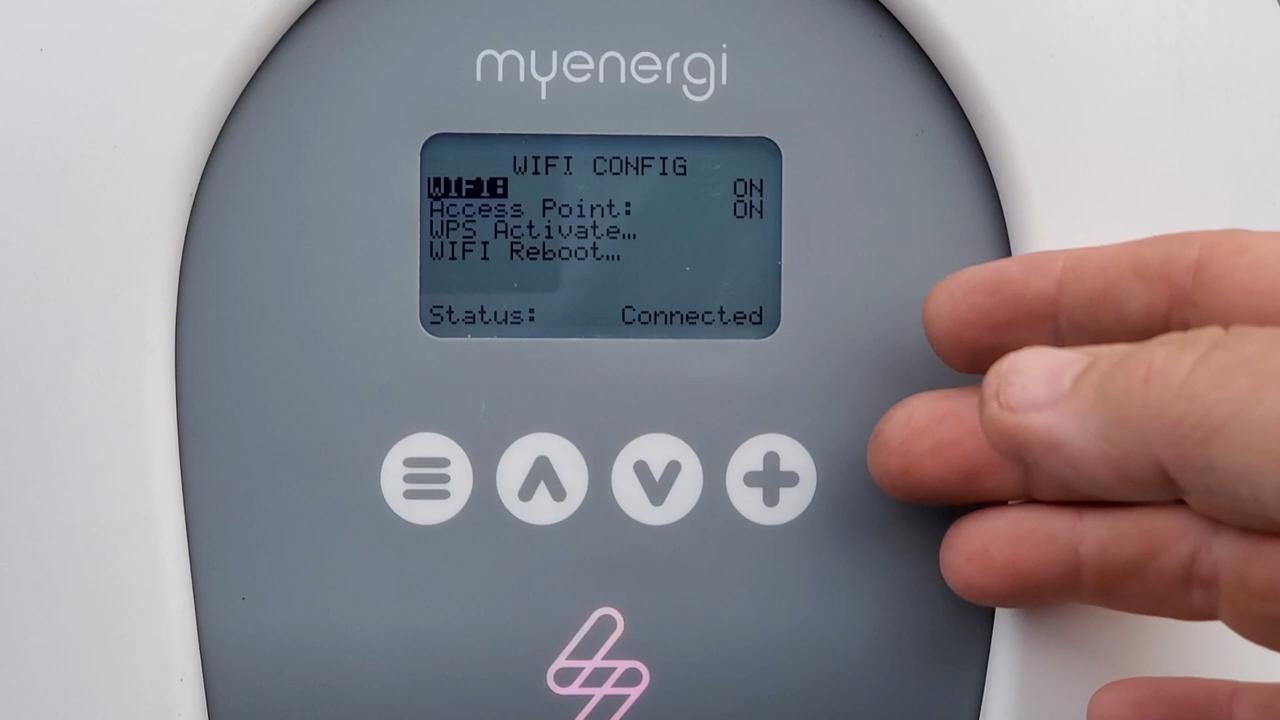 myenergi
WIFI CONFIG
WIFI: ON
Access Point: ON
WPS Activate…
WIFI Reboot…
Status: Connected